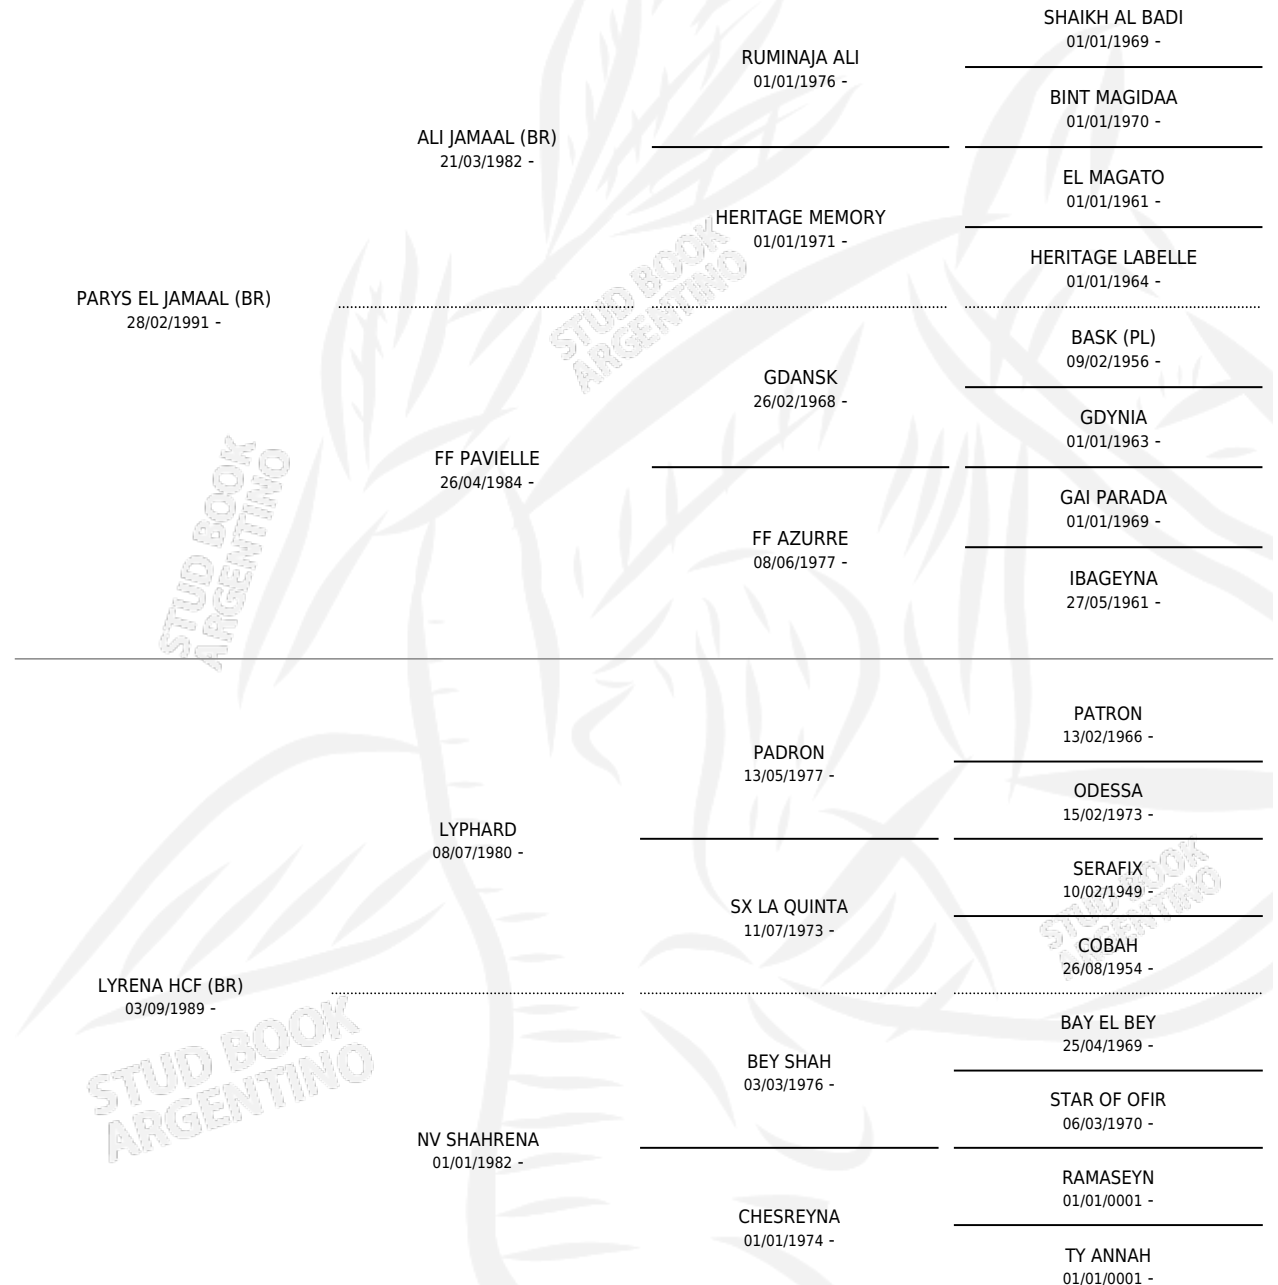 SHAIKH AL BADI
01/01/1969 -
RUMINAJA ALI
01/01/1976 -
BINT MAGIDAA
01/01/1970 -
ALI JAMAAL (BR)
21/03/1982 -
EL MAGATO
01/01/1961 -
HERITAGE MEMORY
01/01/1971 -
HERITAGE LABELLE
01/01/1964 -
PARYS EL JAMAAL (BR)
28/02/1991 -
BASK (PL)
09/02/1956 -
GDANSK
26/02/1968 -
GDYNIA
01/01/1963 -
FF PAVIELLE
26/04/1984 -
GAI PARADA
01/01/1969 -
FF AZURRE
08/06/1977 -
IBAGEYNA
27/05/1961 -
PATRON
13/02/1966 -
PADRON
13/05/1977 -
ODESSA
15/02/1973 -
LYPHARD
08/07/1980 -
SERAFIX
10/02/1949 -
SX LA QUINTA
11/07/1973 -
COBAH
26/08/1954 -
LYRENA HCF (BR)
03/09/1989 -
BAY EL BEY
25/04/1969 -
BEY SHAH
03/03/1976 -
STAR OF OFIR
06/03/1970 -
NV SHAHRENA
01/01/1982 -
RAMASEYN
01/01/0001 -
CHESREYNA
01/01/1974 -
TY ANNAH
01/01/0001 -
STUD BOOK
ARGENTINO
STUD BOOK
ARGENTINO
STUD BOOK
ARGENTINO
STUD BOOK
ARGENTINO